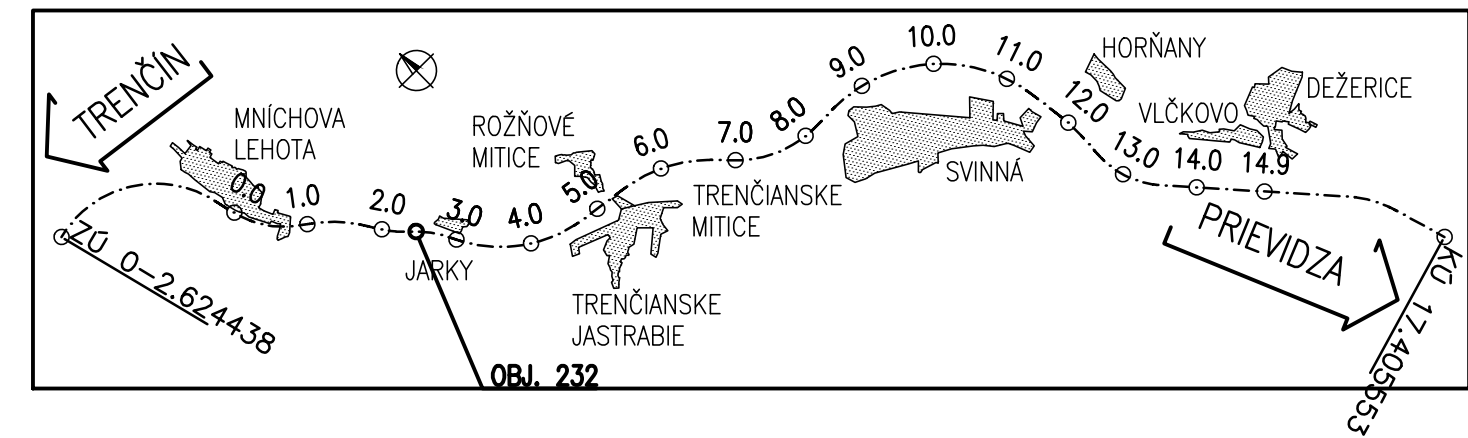 TRENČÍN
MNÍCHOVA
LEHOTA
ROŽŇOVÉ
MITICE
TRENČIANSKE
MITICE
SVINNÁ
HORŇANY
VLČKOVO
DEŽERICE
0.0
1.0
2.0
3.0
4.0
5.0
6.0
7.0
8.0
9.0
10.0
11.0
12.0
13.0
14.0
14.9
ZÚ 0-2.624438
JARKY
TRENČIANSKE
JASTRABIE
OBJ. 232
PRIEVIDZA
KÚ 17.405553